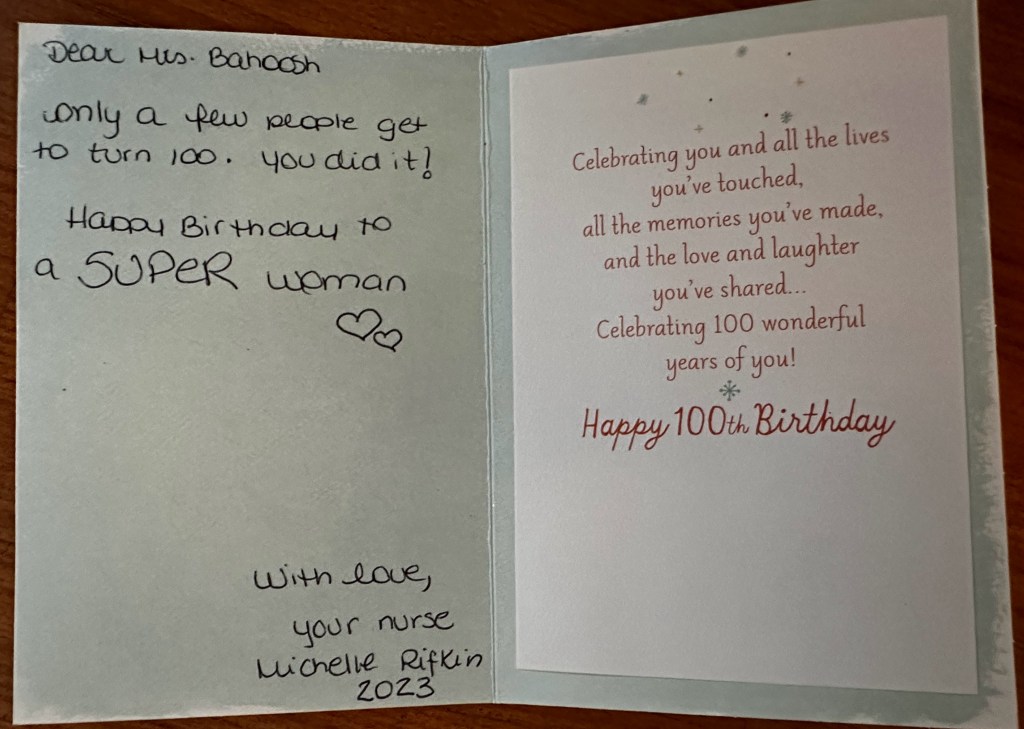 Dear Mrs. Bahoosh
only a few people get
to turn 100. you did it!
Happy Birthday to
a SUPER woman
With love,
your nurse
Michelle Rifkin
2023
Celebrating you and all the lives
you've touched,
all the memories you've made,
and the love and laughter
you've shared...
Celebrating 100 wonderful
years of you!
Happy 100th Birthday